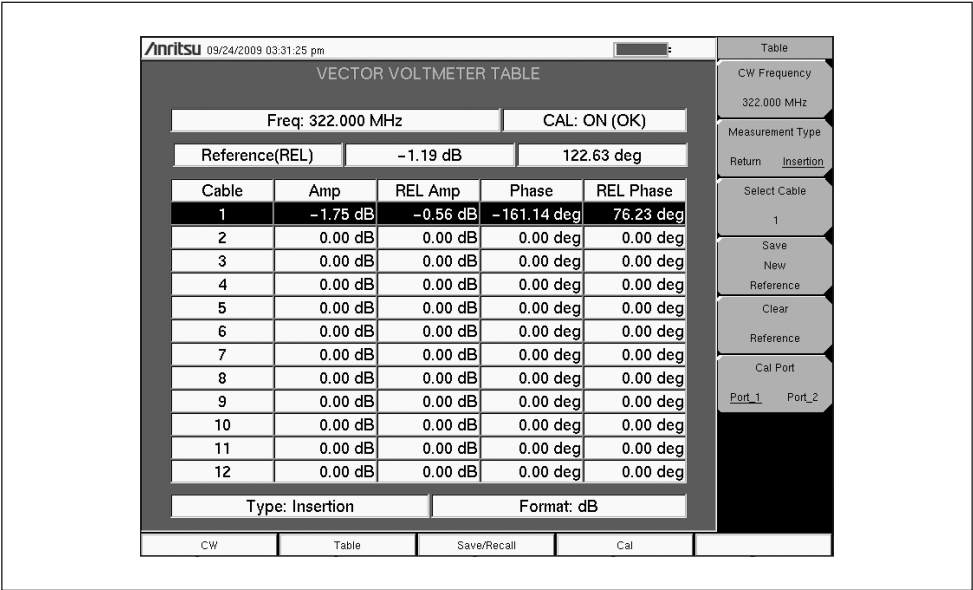 Anritsu 09/24/2009 03:31:25 pm
VECTOR VOLTMETER TABLE
Freq: 322.000 MHz CAL: ON (OK)
Reference(REL) −1.19 dB 122.63 deg
Cable Amp REL Amp Phase REL Phase
1 −1.75 dB −0.56 dB −161.14 deg 76.23 deg
2 0.00 dB 0.00 dB 0.00 deg 0.00 deg
3 0.00 dB 0.00 dB 0.00 deg 0.00 deg
4 0.00 dB 0.00 dB 0.00 deg 0.00 deg
5 0.00 dB 0.00 dB 0.00 deg 0.00 deg
6 0.00 dB 0.00 dB 0.00 deg 0.00 deg
7 0.00 dB 0.00 dB 0.00 deg 0.00 deg
8 0.00 dB 0.00 dB 0.00 deg 0.00 deg
9 0.00 dB 0.00 dB 0.00 deg 0.00 deg
10 0.00 dB 0.00 dB 0.00 deg 0.00 deg
11 0.00 dB 0.00 dB 0.00 deg 0.00 deg
12 0.00 dB 0.00 dB 0.00 deg 0.00 deg
Type: Insertion Format: dB
Table
CW Frequency
322.000 MHz
Measurement Type
Return Insertion
Select Cable
1
Save
New
Reference
Clear
Reference
Cal Port
Port_1 Port_2
CW Table Save/Recall Cal